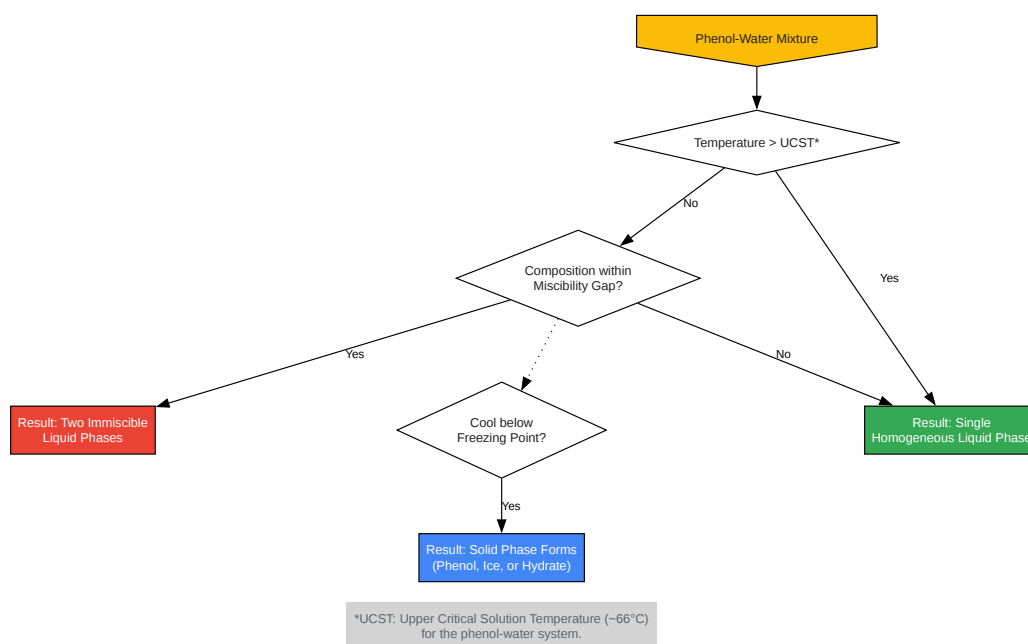 Phenol-Water Mixture
Temperature > UCST*
No
Composition within
Miscibility Gap?
Yes
Yes
No
Cool below
Freezing Point?
Result: Two Immiscible
Liquid Phases
Result: Single
Homogeneous Liquid Phase
Yes
Result: Solid Phase Forms
(Phenol, Ice, or Hydrate)
*UCST: Upper Critical Solution Temperature (~66°C)
for the phenol-water system.